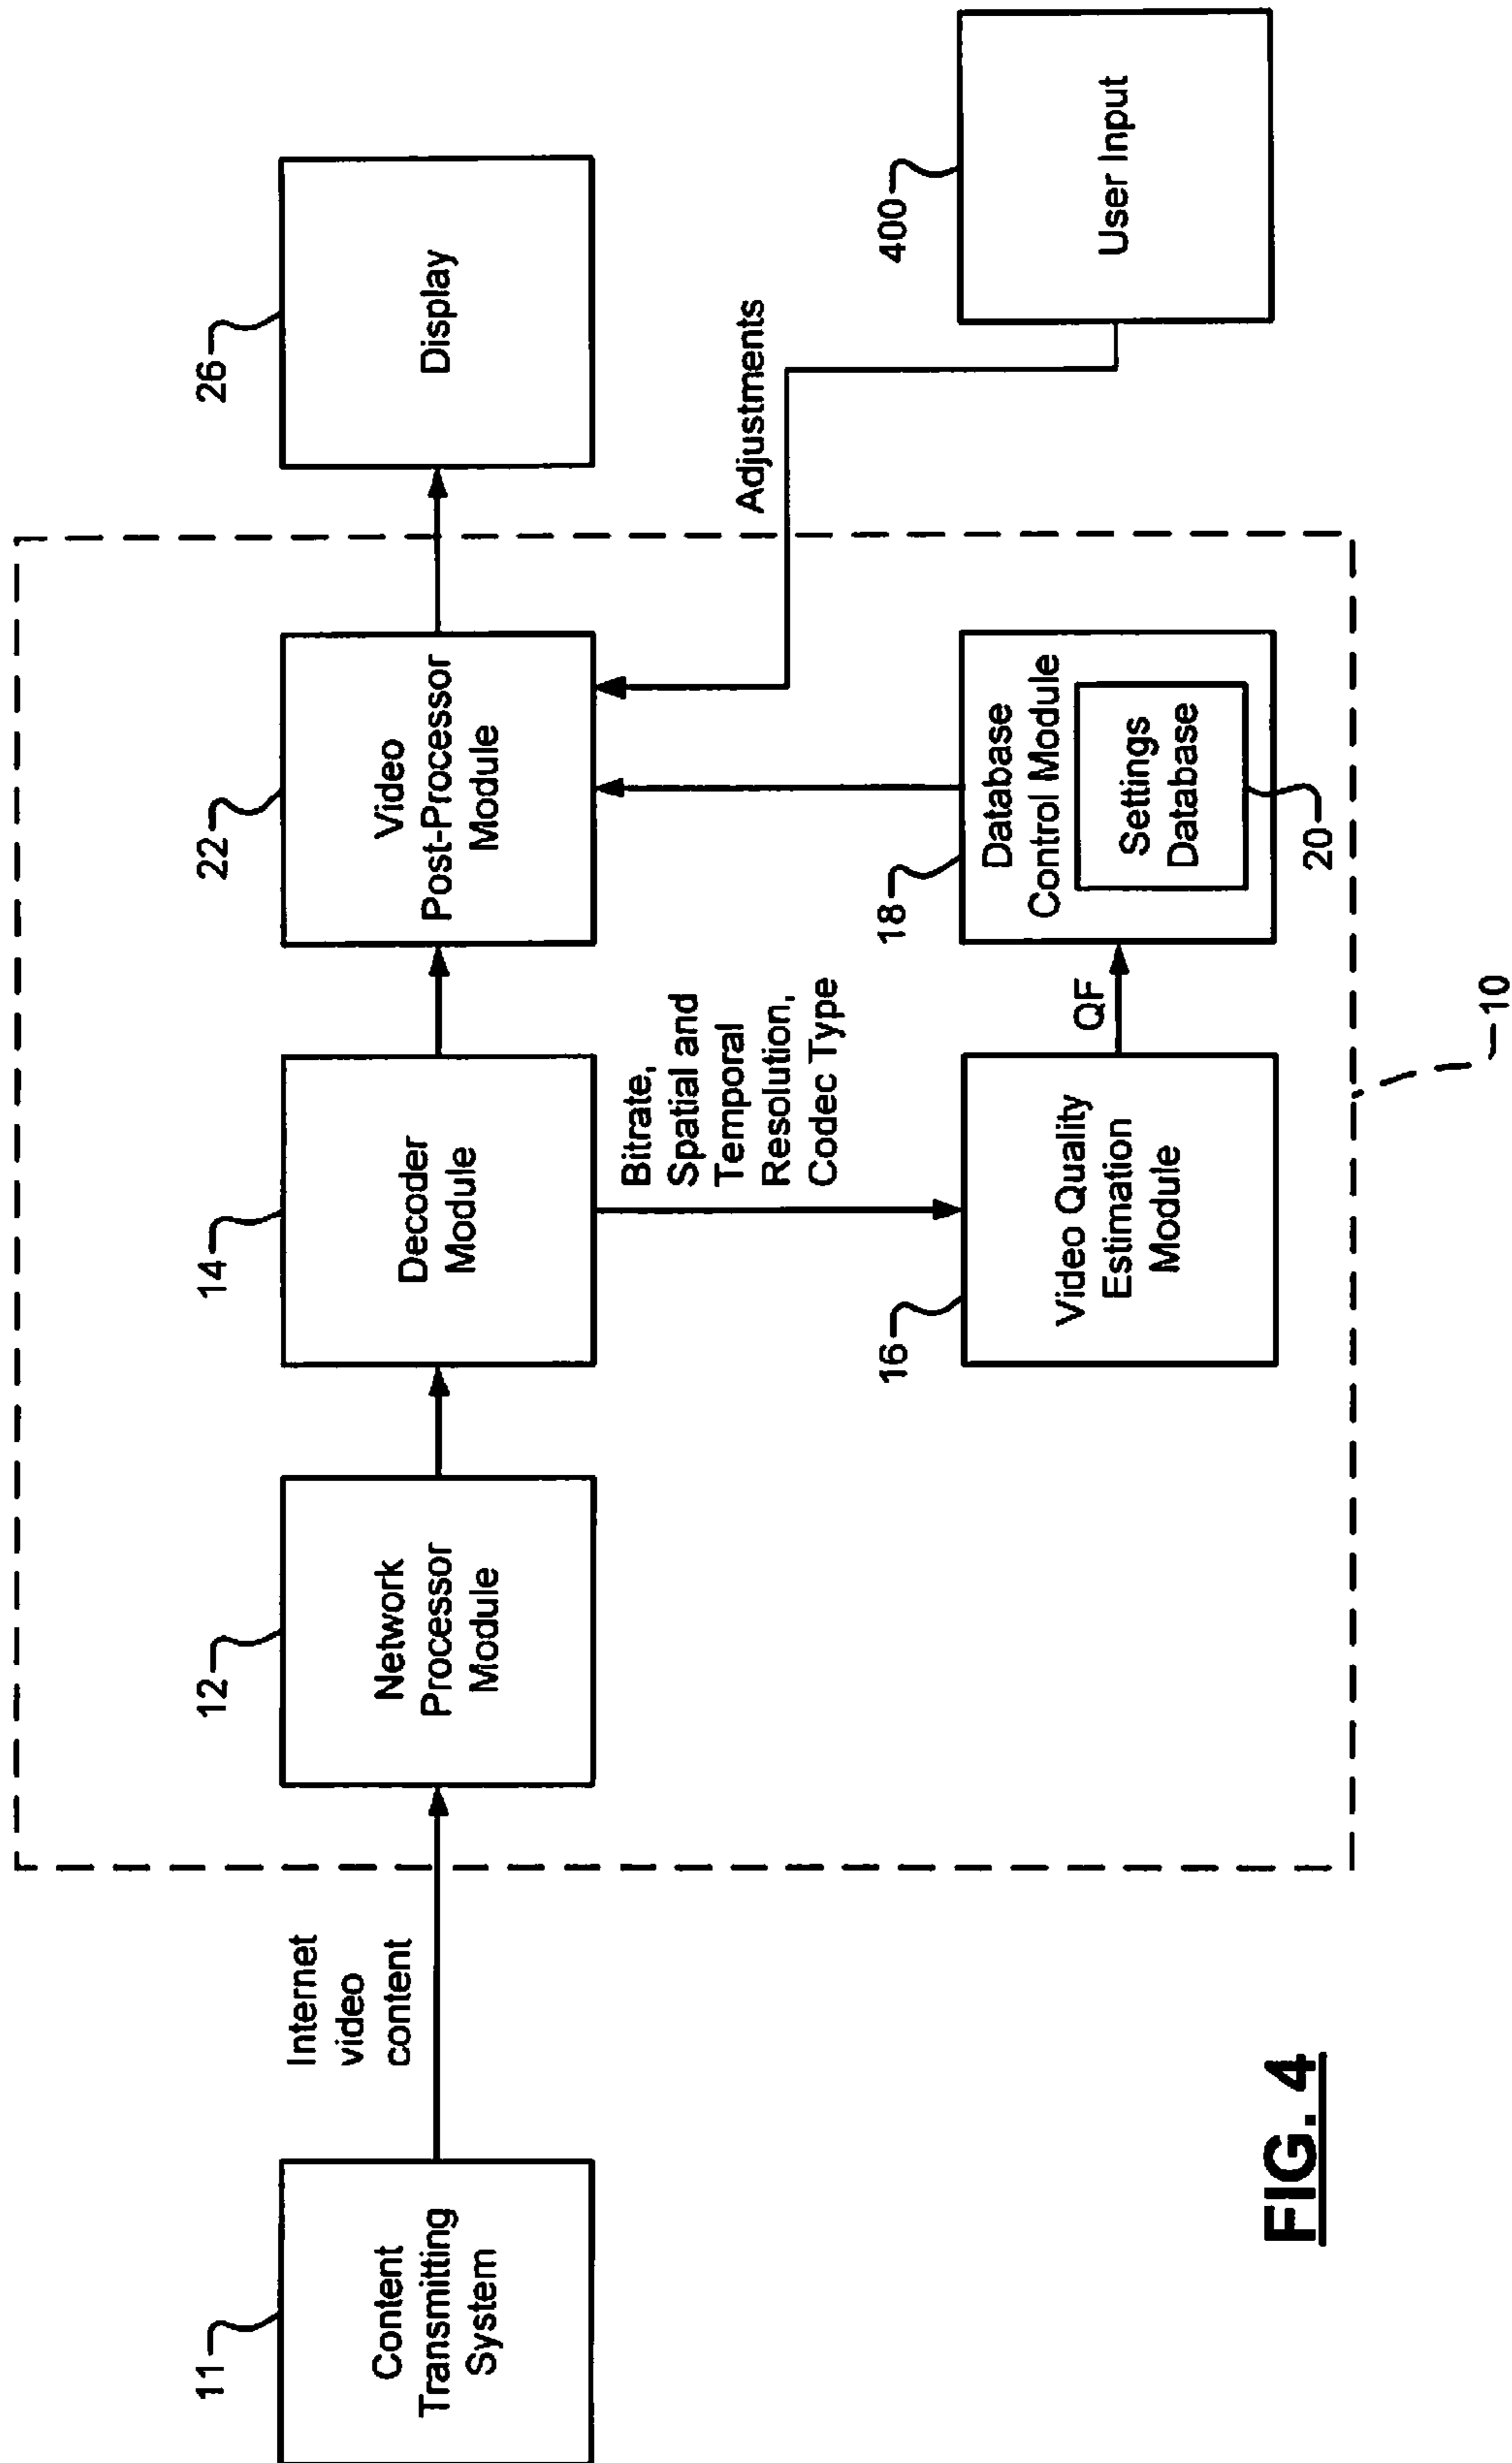 11
Content
Transmitting
System
Internet
video
content
12
Network
Processor
Module
14
Decoder
Module
22
Video
Post-Processor
Module
26
Display
Bitrate,
Spatial and
Temporal
Resolution,
Codec Type
Adjustments
16
Video Quality
Estimation
Module
QF
18
Database
Control Module
Settings
Database
20
400
User Input
10
FIG. 4